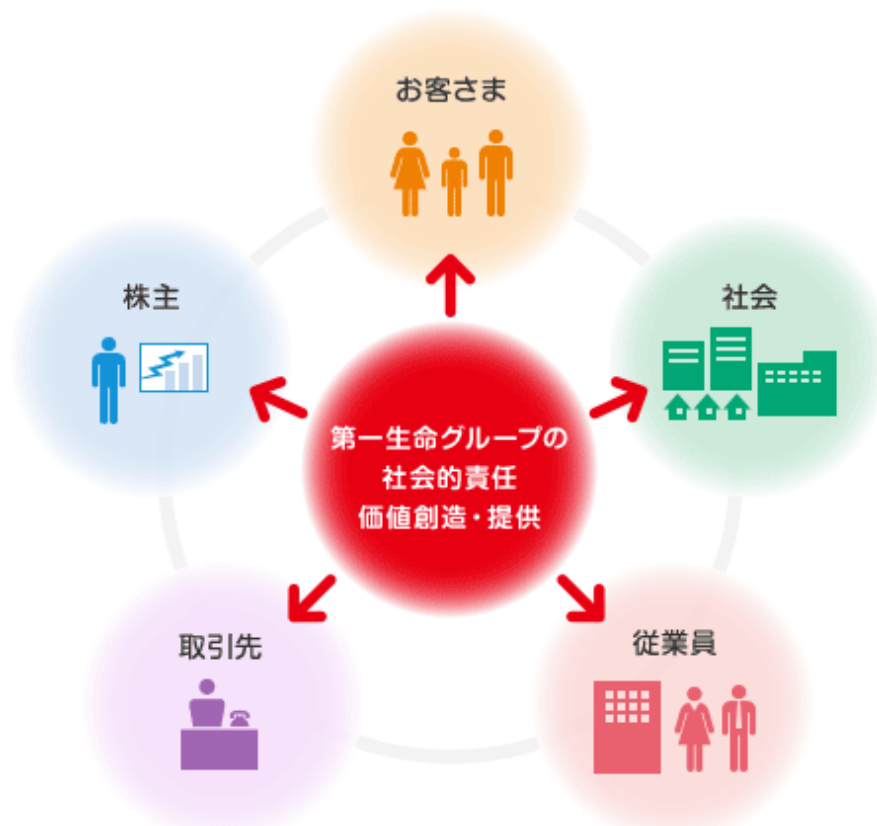 お客さま
株主
社会
第一生命グループの
社会的責任
価値創造・提供
取引先
従業員